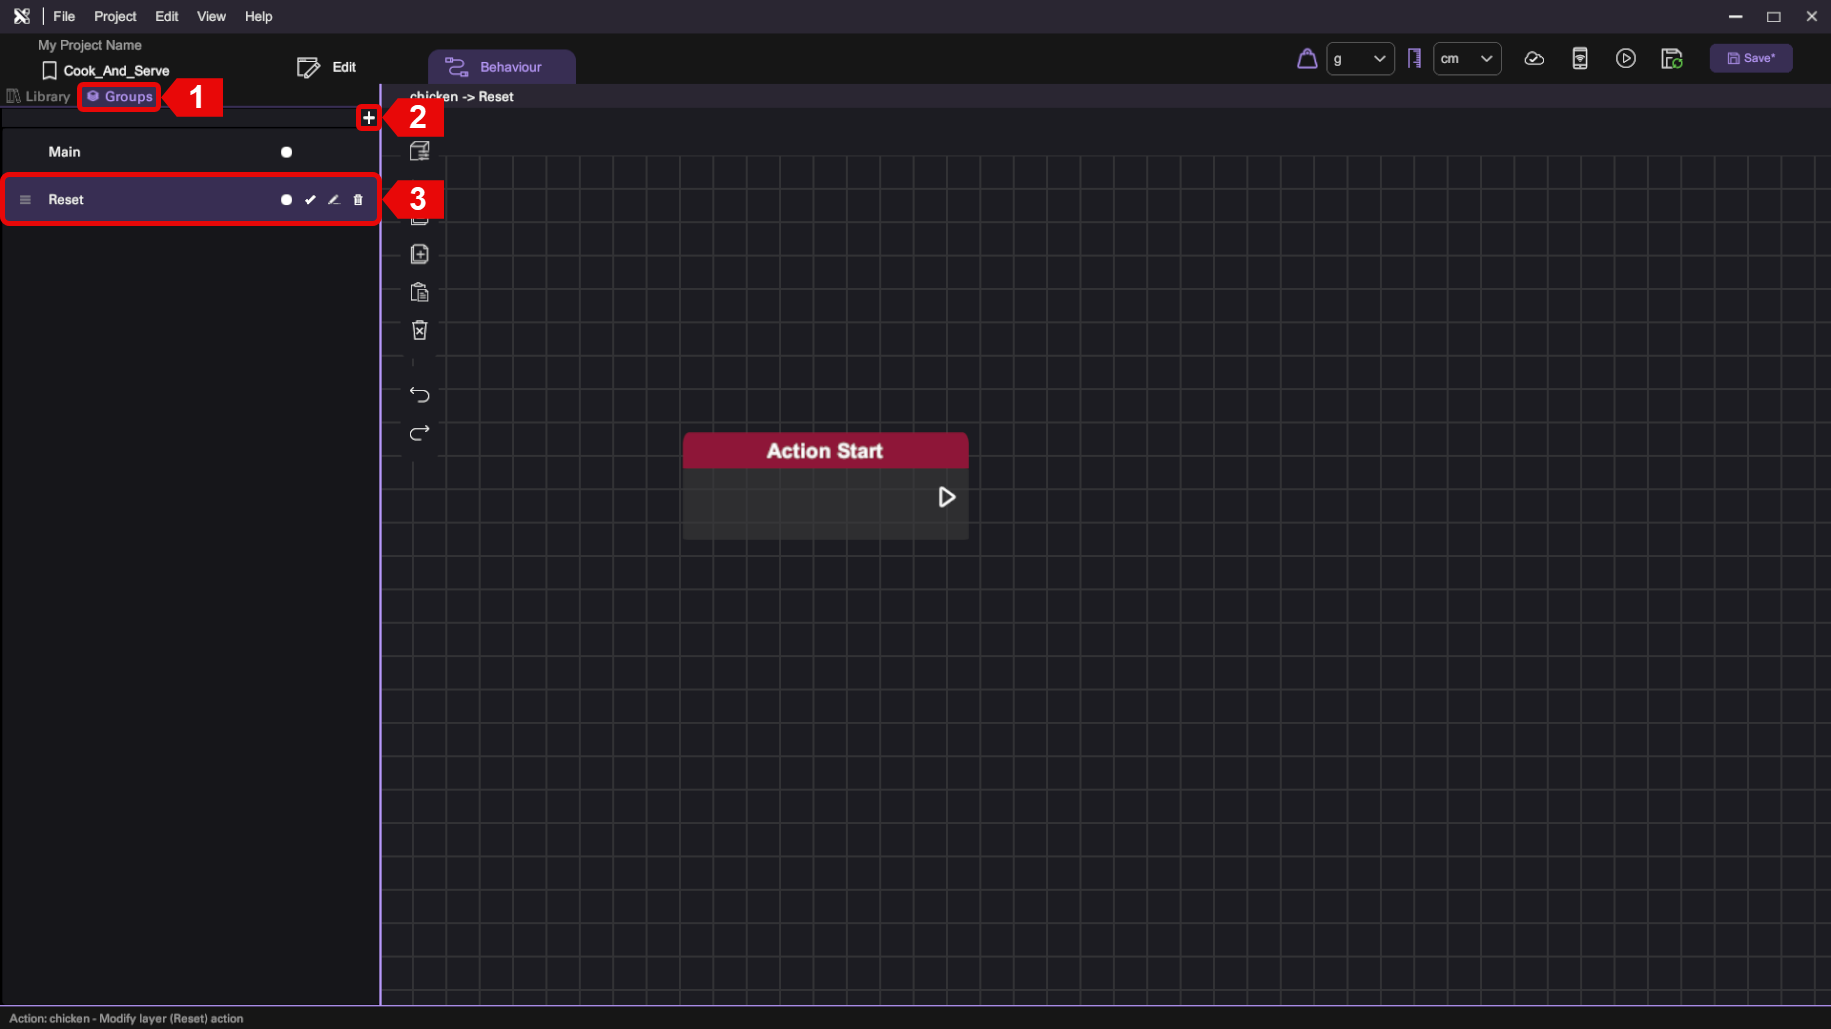 File Project Edit View Help
My Project Name
Cook_And_Serve
Edit
Behaviour
g
cm
Save*
Library
Groups
1
chicken -> Reset
2
Main
Reset
3
Action Start
Action: chicken - Modify layer (Reset) action